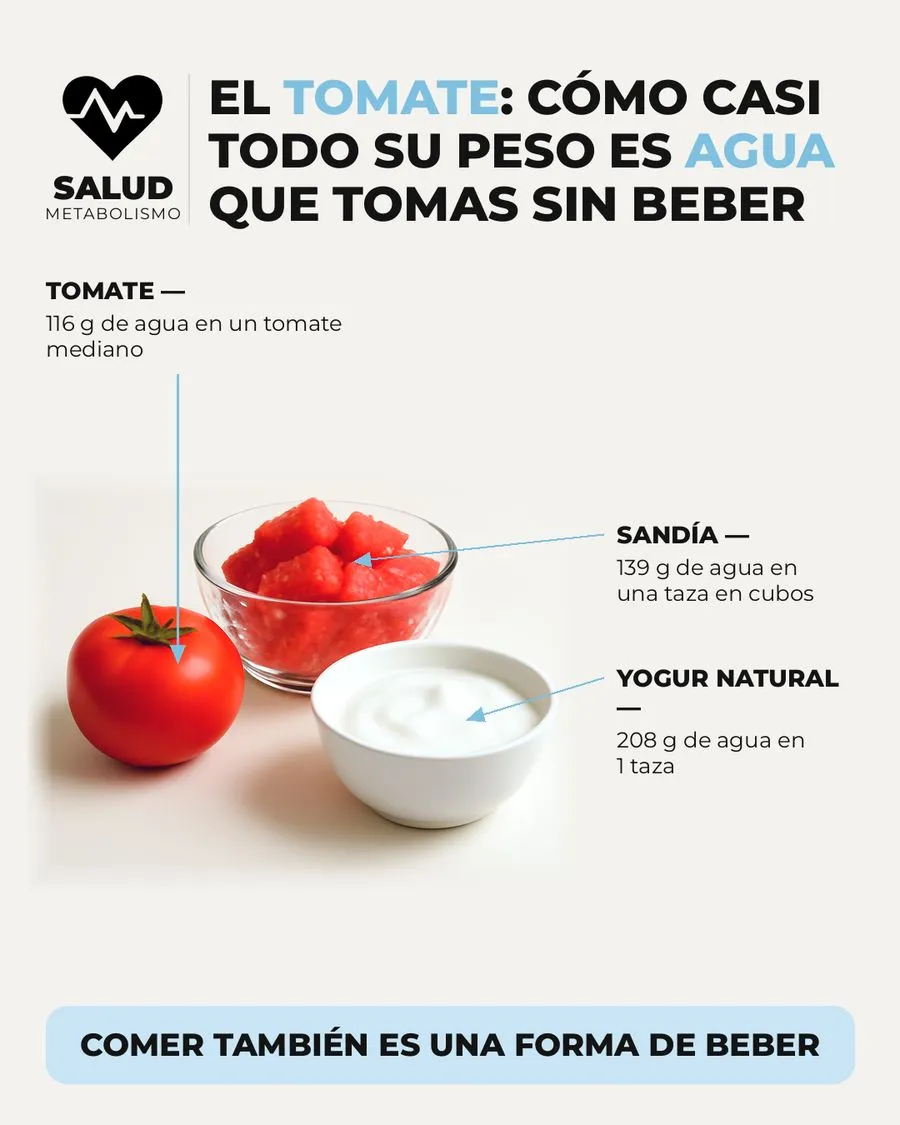 SALUD
METABOLISMO
EL TOMATE: CÓMO CASI
TODO SU PESO ES AGUA
QUE TOMAS SIN BEBER
TOMATE —
116 g de agua en un tomate
mediano
SANDÍA —
139 g de agua en
una taza en cubos
YOGUR NATURAL
—
208 g de agua en
1 taza
COMER TAMBIÉN ES UNA FORMA DE BEBER